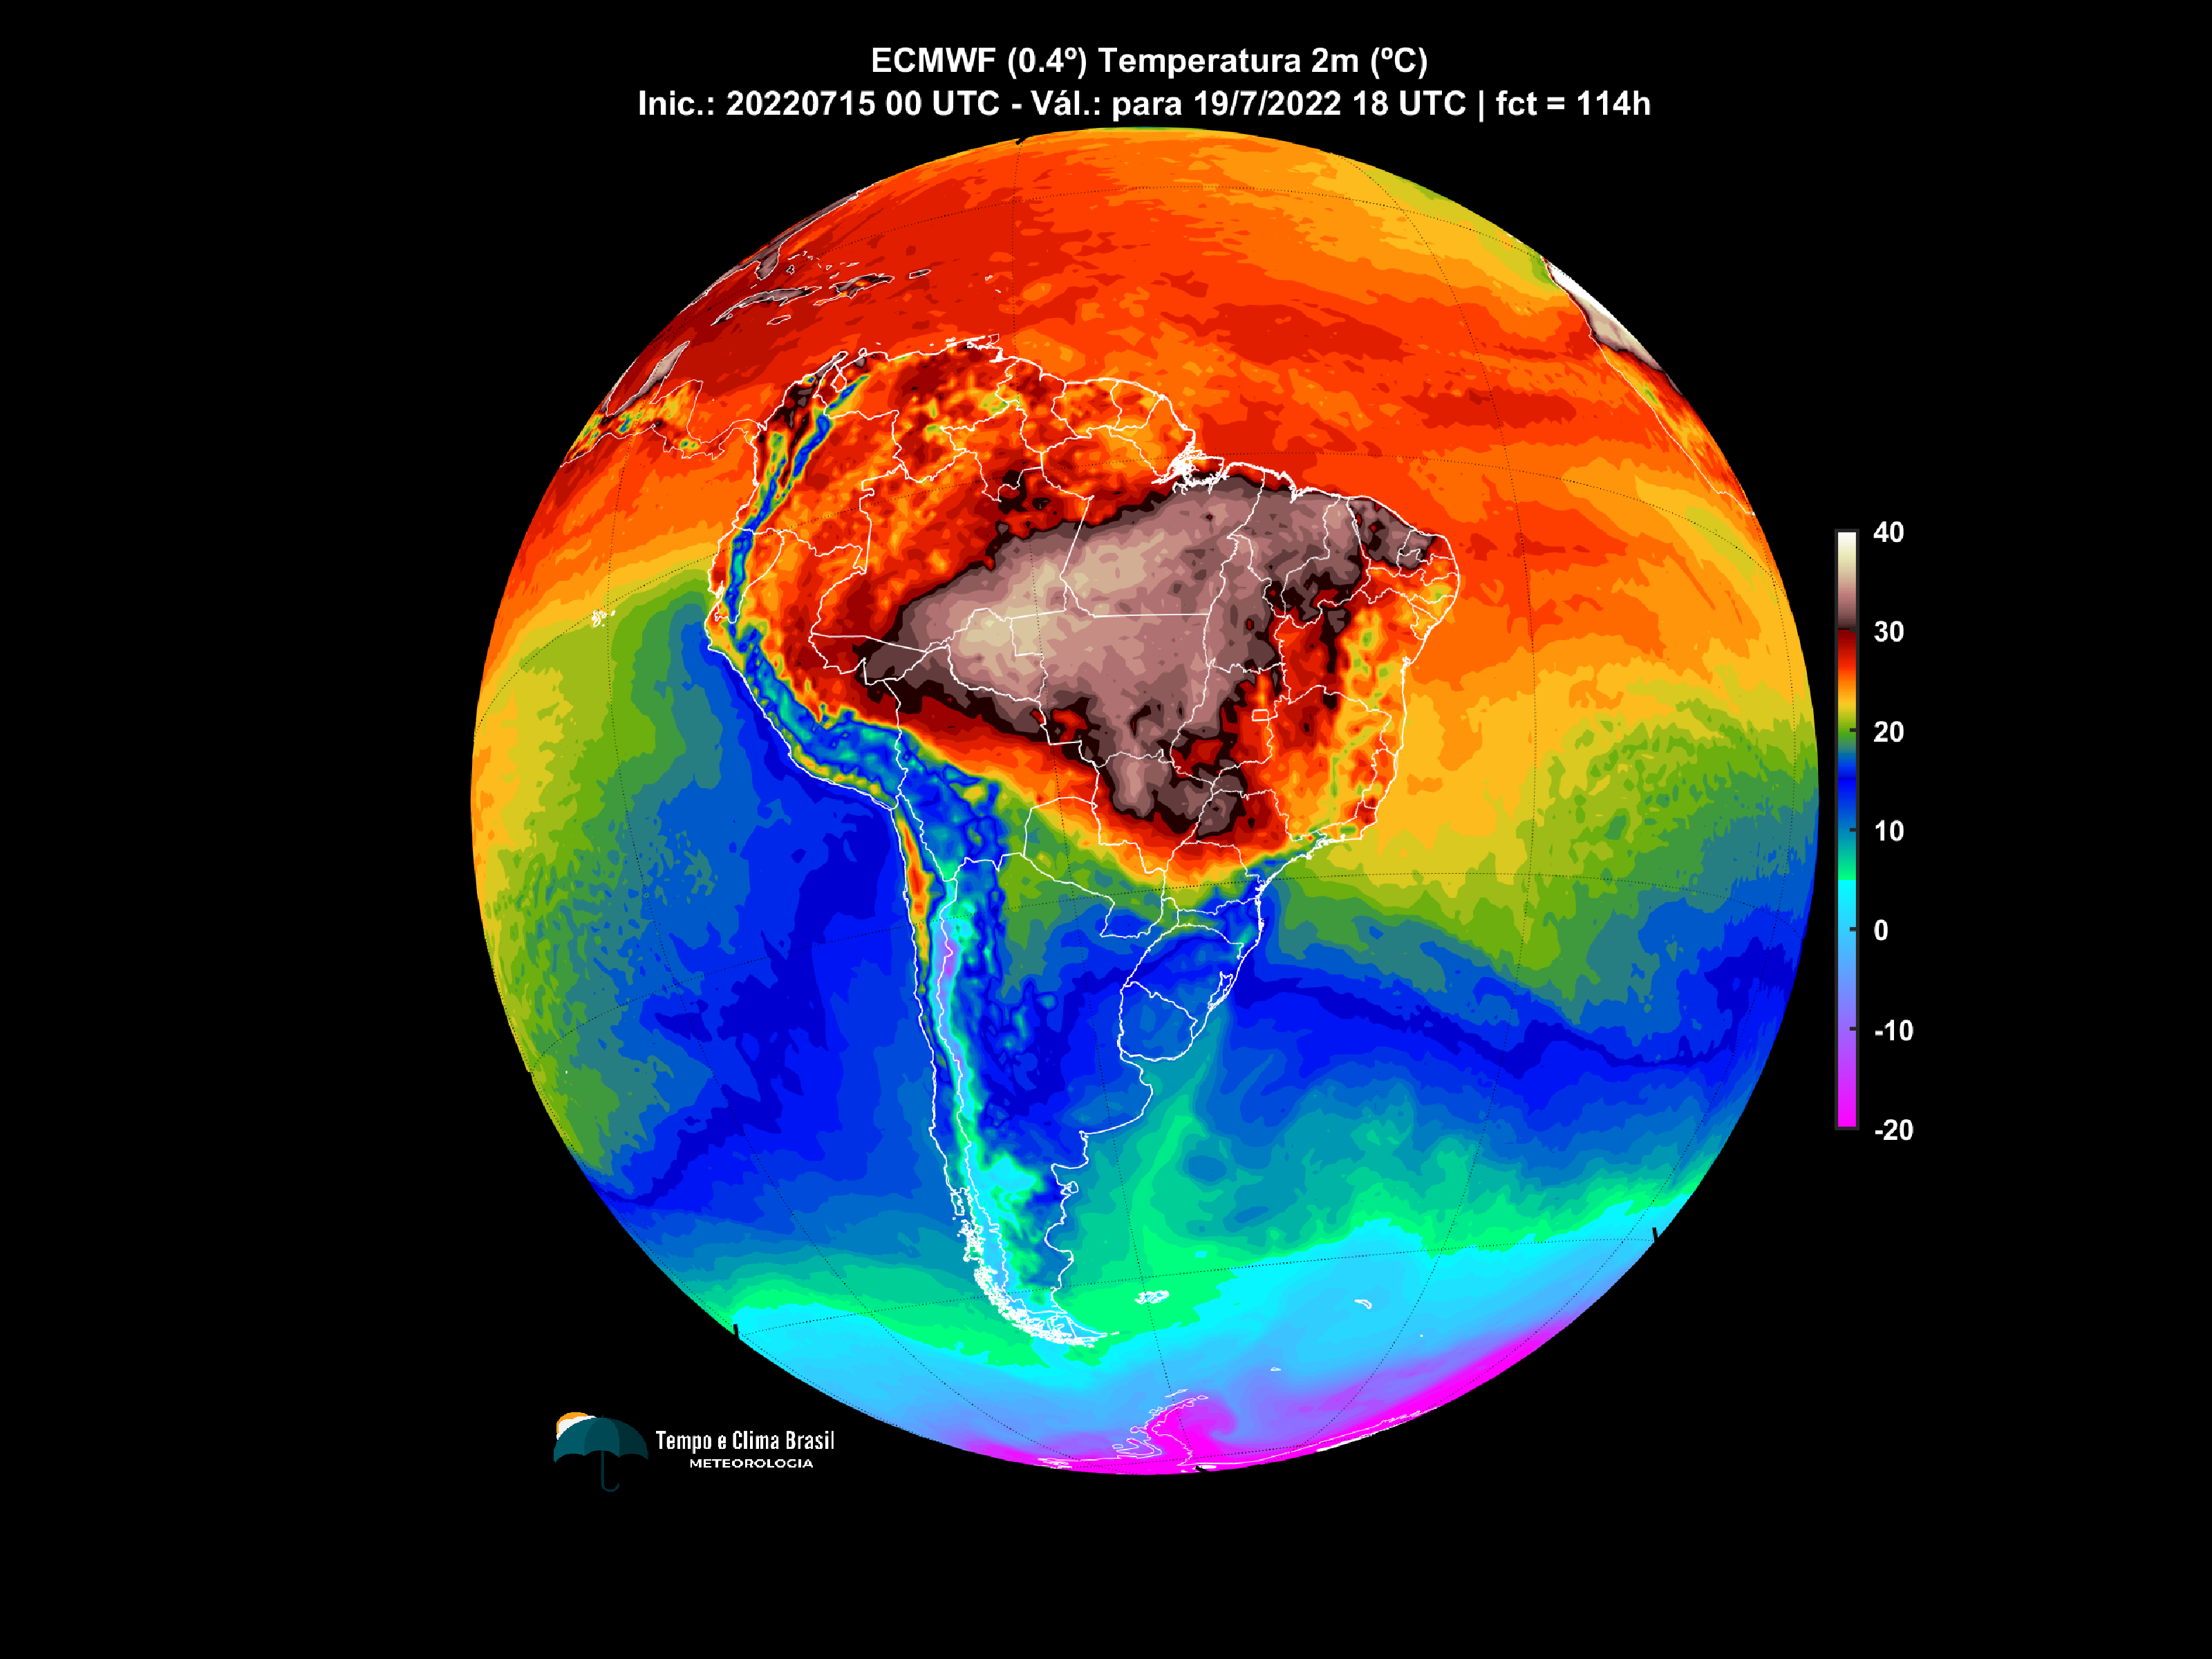 ECMWF (0.4º) Temperatura 2m (ºC)
Inic.: 20220715 00 UTC - Vál.: para 19/7/2022 18 UTC | fct = 114h
40
30
20
10
0
-10
-20
Tempo e Clima Brasil
METEOROLOGIA